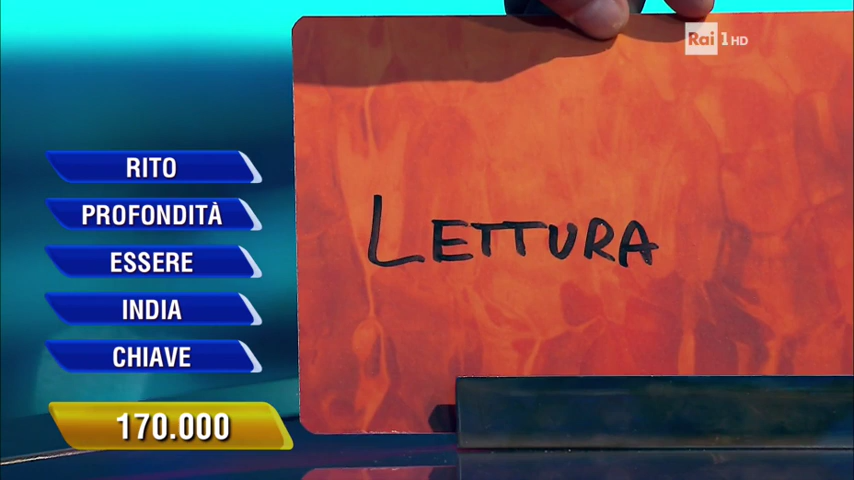 Rai 1 HD
RITO
PROFONDITÀ
ESSERE
INDIA
CHIAVE
170.000
LETTURA